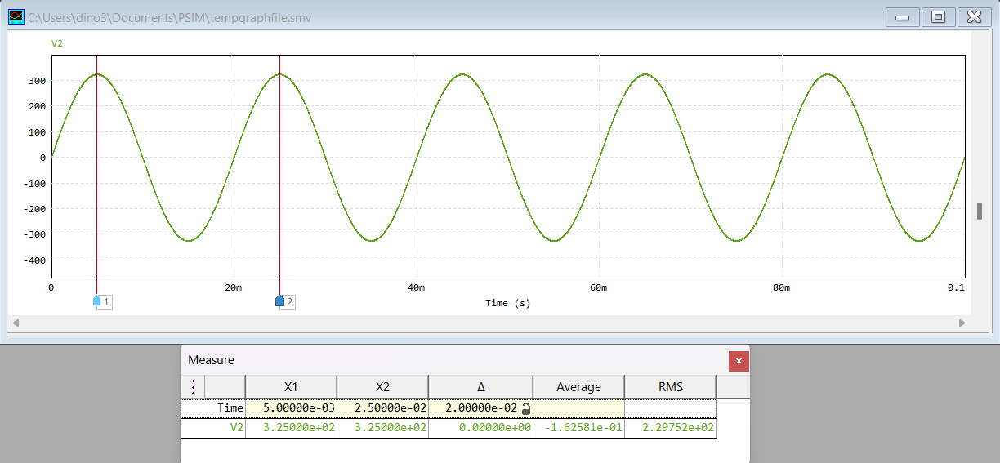 C:\Users\dino3\Documents\PSIM\tempgraphfile.smv
V2
300
200
100
0
-100
-200
-300
-400
0 20m 40m 60m 80m 0.1
1 2 Time (s)
Measure
X1 X2 Δ Average RMS
Time 5.00000e-03 2.50000e-02 2.00000e-02
V2 3.25000e+02 3.25000e+02 0.00000e+00 -1.62581e-01 2.29752e+02